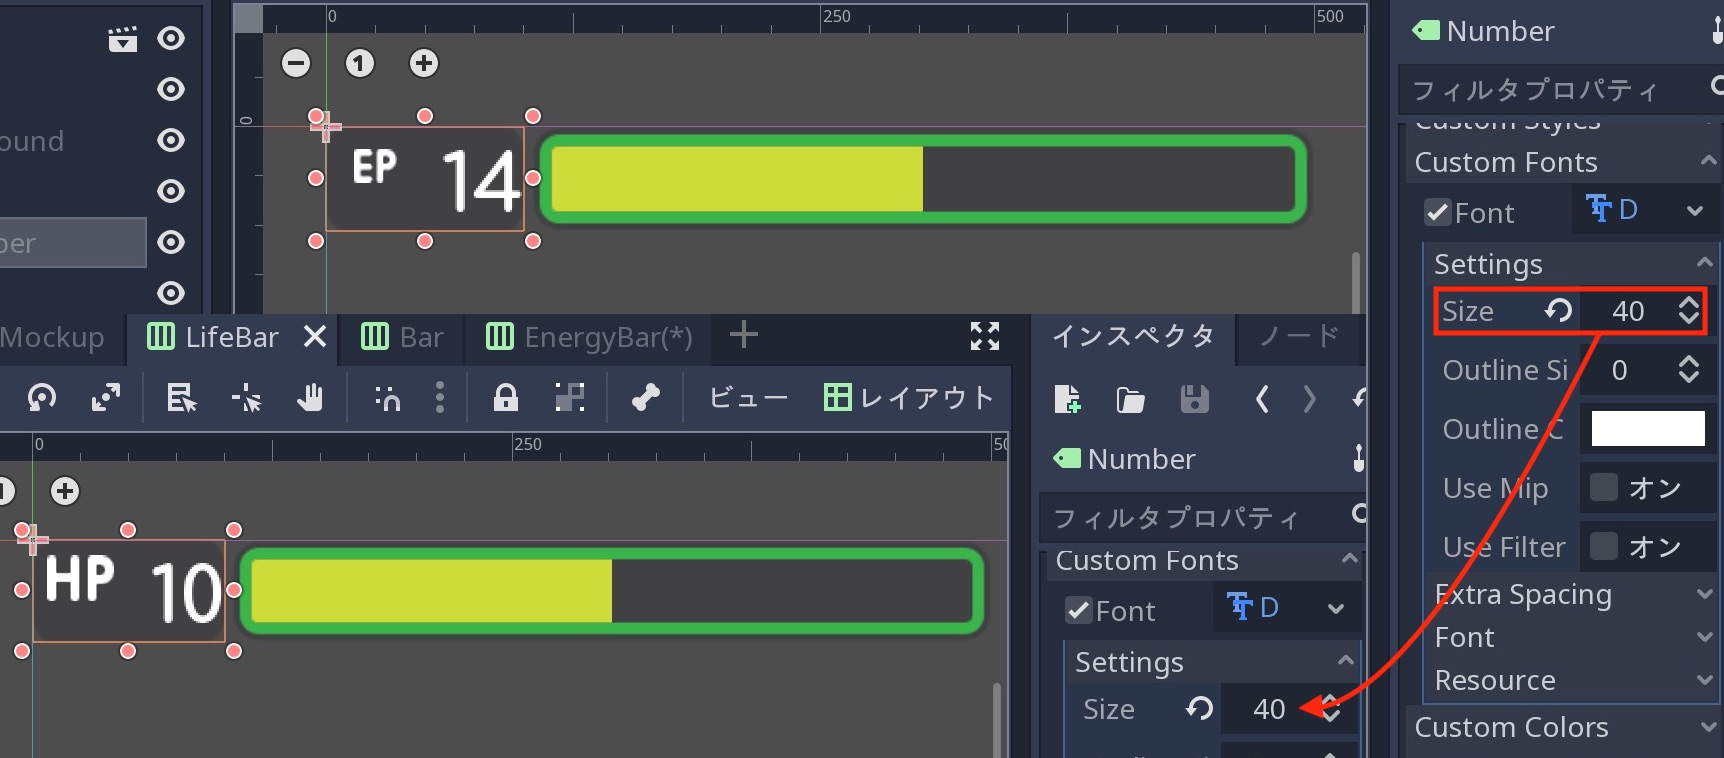 0 250 500
1
0
EP 14
ound
ber
Mockup LifeBar Bar EnergyBar(*)
ビュー レイアウト
0 250 50
1
HP 10
インスペクタ ノード
Number
フィルタプロパティ
Custom Fonts
Font D
Settings
Size 40
Number
フィルタプロパティ
Custom Styles
Custom Fonts
Font D
Settings
Size 40
Outline Si 0
Outline C
Use Mip オン
Use Filter オン
Extra Spacing
Font
Resource
Custom Colors